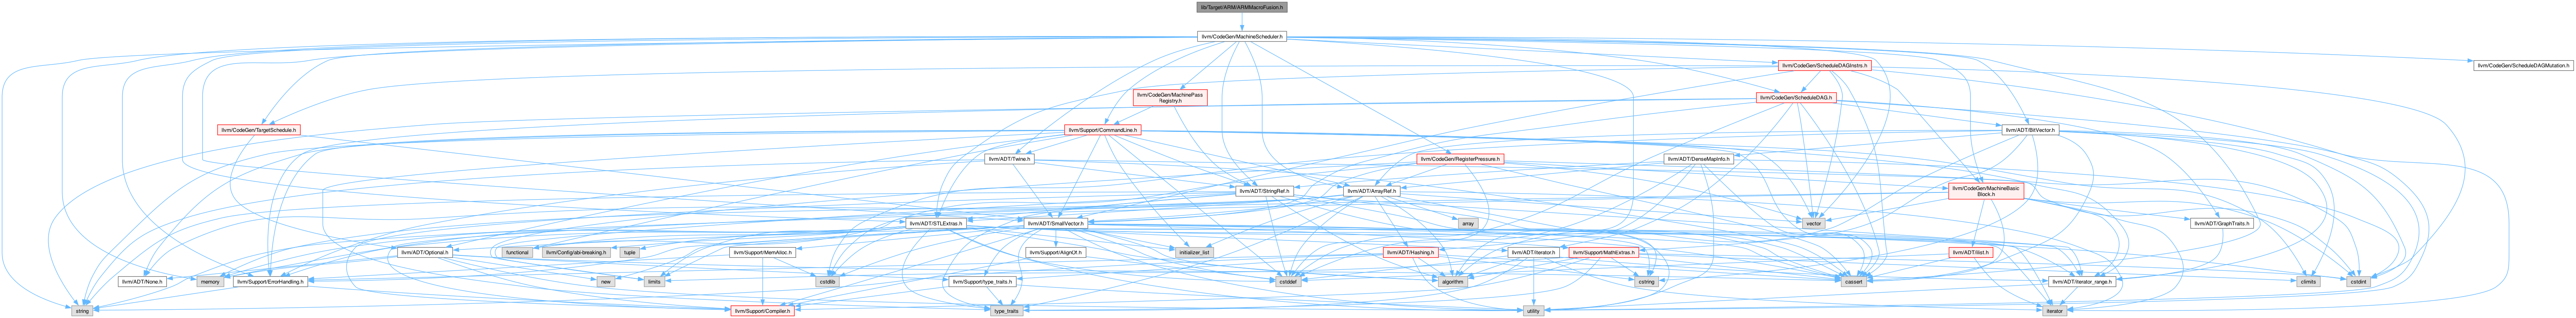 lib/Target/ARM/ARMMacroFusion.h
llvm/CodeGen/MachineScheduler.h
llvm/CodeGen/ScheduleDAGInstrs.h
llvm/CodeGen/ScheduleDAGMutation.h
llvm/CodeGen/MachinePass
Registry.h
llvm/CodeGen/ScheduleDAG.h
llvm/CodeGen/TargetSchedule.h
llvm/Support/CommandLine.h
llvm/ADT/BitVector.h
llvm/ADT/Twine.h
llvm/CodeGen/RegisterPressure.h
llvm/ADT/DenseMapInfo.h
llvm/ADT/StringRef.h
llvm/ADT/ArrayRef.h
llvm/CodeGen/MachineBasic
Block.h
llvm/ADT/STLExtras.h
llvm/ADT/SmallVector.h
array
vector
llvm/ADT/GraphTraits.h
llvm/ADT/Optional.h
functional
llvm/Config/abi-breaking.h
tuple
llvm/Support/MemAlloc.h
llvm/Support/AlignOf.h
initializer_list
llvm/ADT/Hashing.h
llvm/ADT/iterator.h
llvm/Support/MathExtras.h
llvm/ADT/ilist.h
llvm/ADT/None.h
memory
llvm/Support/ErrorHandling.h
new
limits
cstdlib
llvm/Support/type_traits.h
cstddef
algorithm
cstring
cassert
llvm/ADT/iterator_range.h
climits
cstdint
string
llvm/Support/Compiler.h
type_traits
utility
iterator